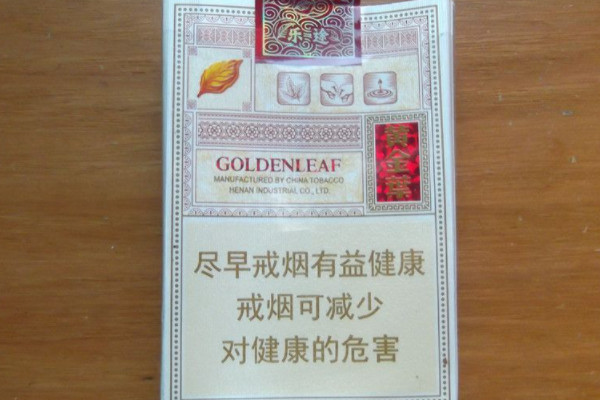 乐途
GOLDENLEAF
MANUFACTURED BY CHINA TOBACCO
HENAN INDUSTRIAL CO., LTD.
黄金葉
尽早戒烟有益健康
戒烟可减少
对健康的危害